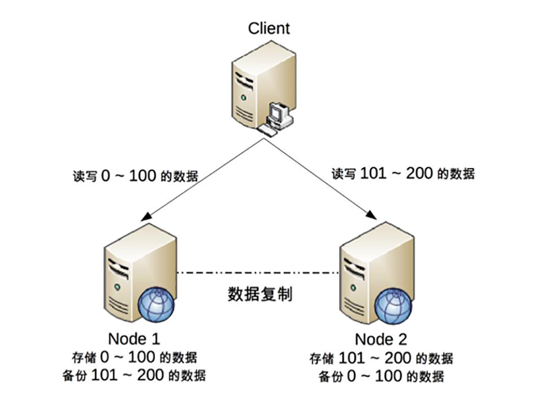 Client
读写 0 ~ 100 的数据
读写 101 ~ 200 的数据
数据复制
Node 1
存储 0 ~ 100 的数据
备份 101 ~ 200 的数据
Node 2
存储 101 ~ 200 的数据
备份 0 ~ 100 的数据